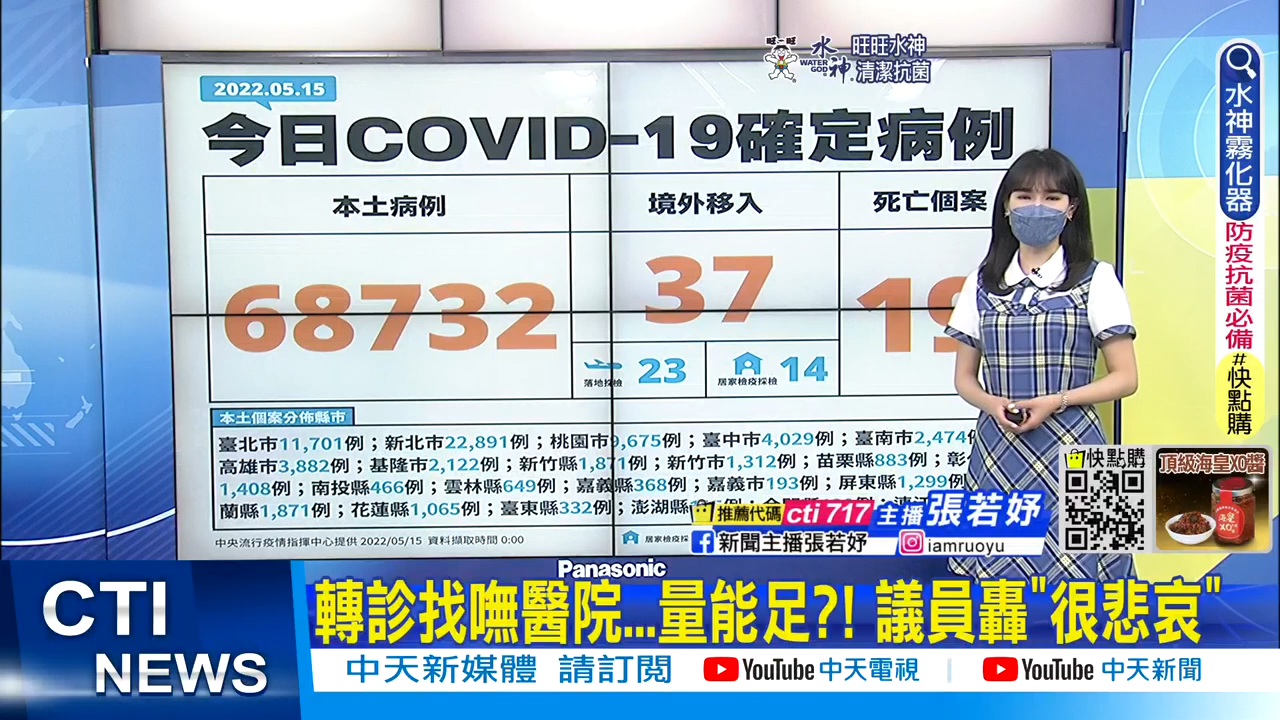 旺一旺
WATER GOD
水神
旺旺水神
清潔抗菌
2022.05.15
今日COVID-19確定病例
本土病例
境外移入
死亡個案
68732
37
落地採檢 23
居家檢疫採檢 14
本土個案分佈縣市
臺北市11,701例；新北市22,891例；桃園市9,675例；臺中市4,029例；臺南市2,474
高雄市3,882例；基隆市2,122例；新竹縣1,871例；新竹市1,312例；苗栗縣883例；彰
1,408例；南投縣466例；雲林縣649例；嘉義縣368例；嘉義市193例；屏東縣1,299例
蘭縣1,871例；花蓮縣1,065例；臺東縣332例；澎湖縣
中央流行疫情指揮中心提供 2022/05/15 資料擷取時間 0:00
居家檢疫採
Panasonic
推薦代碼 cti 717 主播 張若妤
新聞主播張若妤
iamruoyu
水神霧化器
防疫抗菌必備
#快點購
快點購
頂級海皇XO醬
CTI
NEWS
轉診找嘸醫院...量能足?! 議員轟"很悲哀"
中天新媒體 請訂閱 YouTube 中天電視 | YouTube 中天新聞